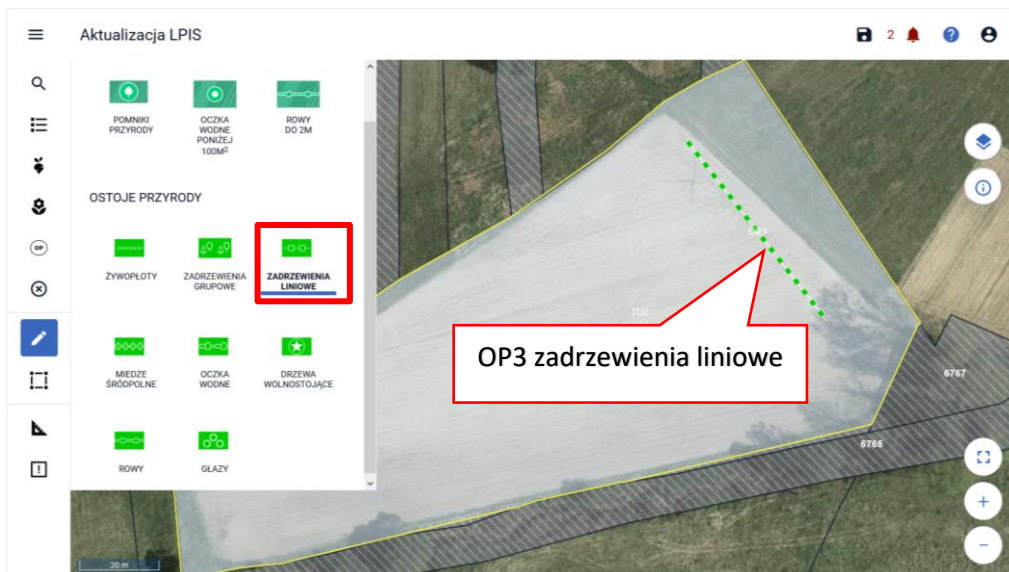 Aktualizacja LPIS
2
POMNIKI
PRZYRODY
OCZKA
WODNE
PONIŻEJ
100M²
ROWY
DO 2M
OSTOJE PRZYRODY
ŻYWOPŁOTY
ZADRZEWIENIA
GRUPOWE
ZADRZEWIENIA
LINIOWE
OP
MIEDZE
ŚRÓDPOLNE
OCZKA
WODNE
DRZEWA
WOLNOSTOJĄCE
ROWY
GŁAZY
OP3
TUZ
OP3 zadrzewienia liniowe
6767
6765
20 m